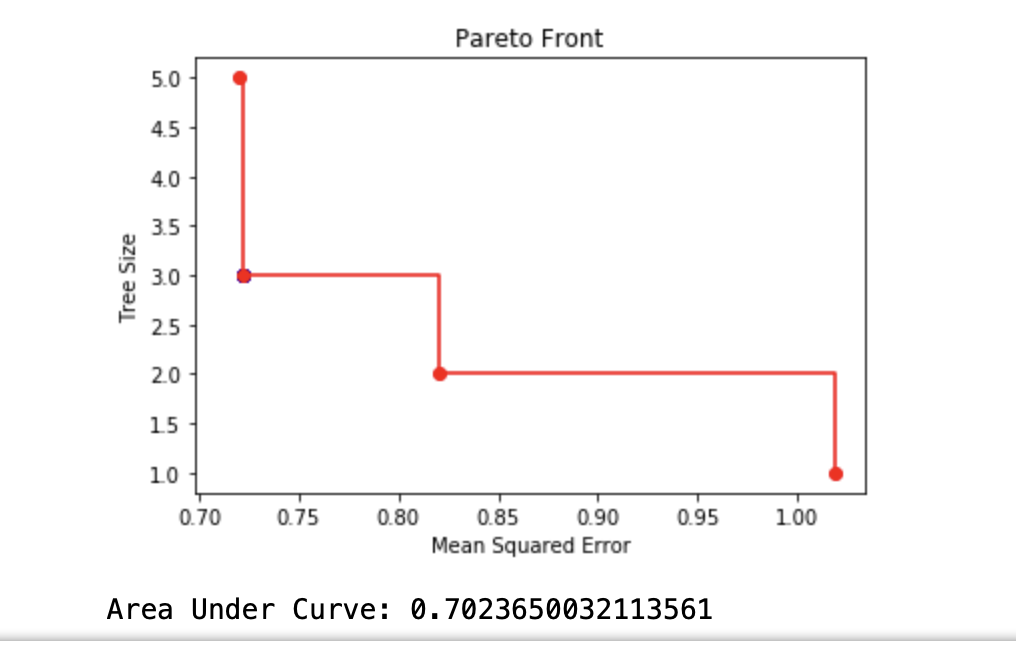 Pareto Front
5.0
4.5
4.0
3.5
3.0
2.5
2.0
1.5
1.0
Tree Size
0.70 0.75 0.80 0.85 0.90 0.95 1.00
Mean Squared Error
Area Under Curve: 0.7023650032113561